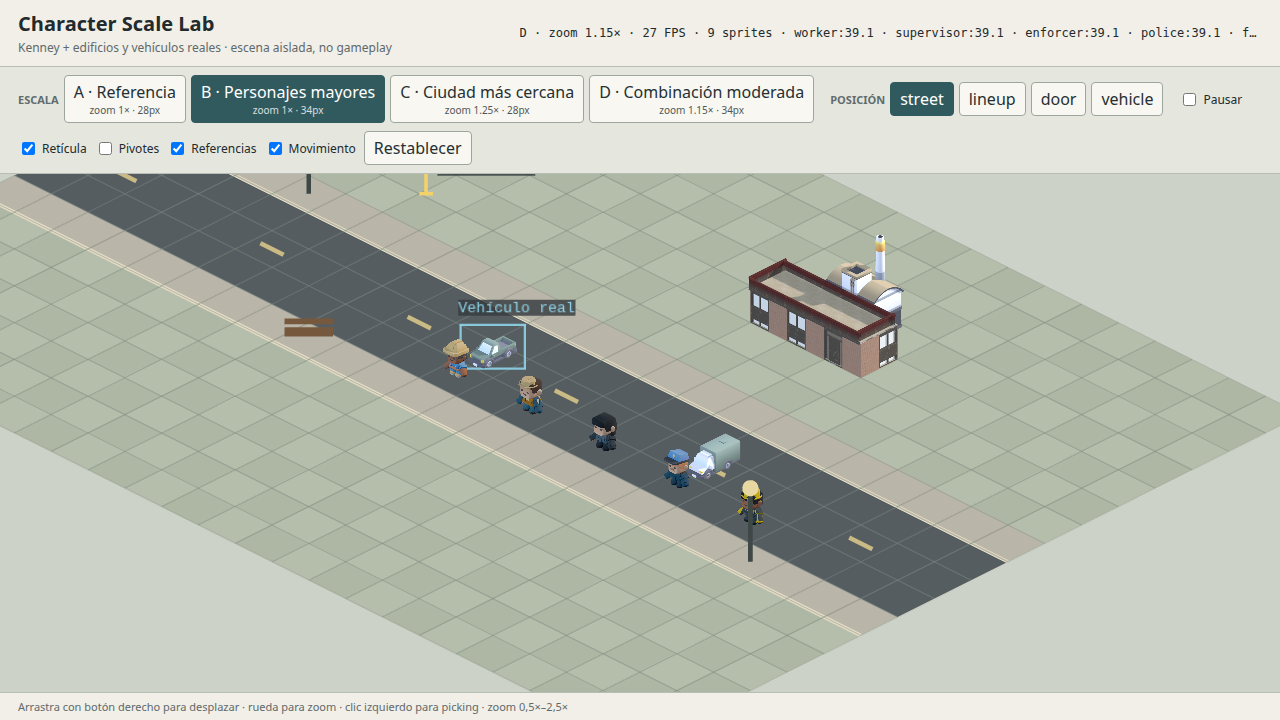 Character Scale Lab
Kenney + edificios y vehículos reales · escena aislada, no gameplay
D · zoom 1.15× · 27 FPS · 9 sprites · worker:39.1 · supervisor:39.1 · enforcer:39.1 · police:39.1 · f…
ESCALA
A · Referencia
zoom 1× · 28px
B · Personajes mayores
zoom 1× · 34px
C · Ciudad más cercana
zoom 1.25× · 28px
D · Combinación moderada
zoom 1.15× · 34px
POSICIÓN
street
lineup
door
vehicle
Pausar
Retícula
Pivotes
Referencias
Movimiento
Restablecer
Vehículo real
Arrastra con botón derecho para desplazar · rueda para zoom · clic izquierdo para picking · zoom 0,5×–2,5×